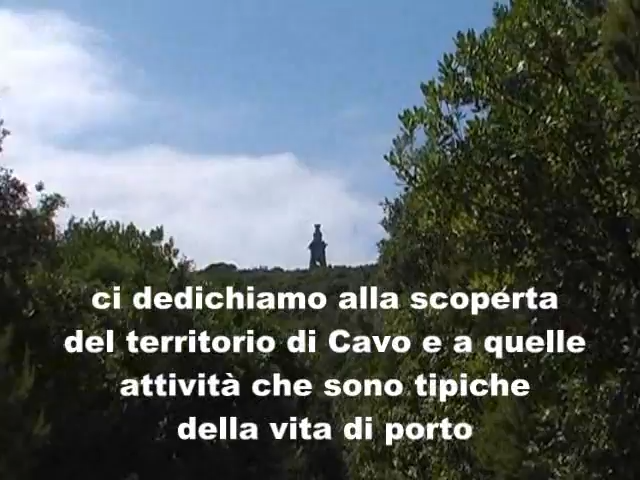 ci dedichiamo alla scoperta
del territorio di Cavo e a quelle
attività che sono tipiche
della vita di porto